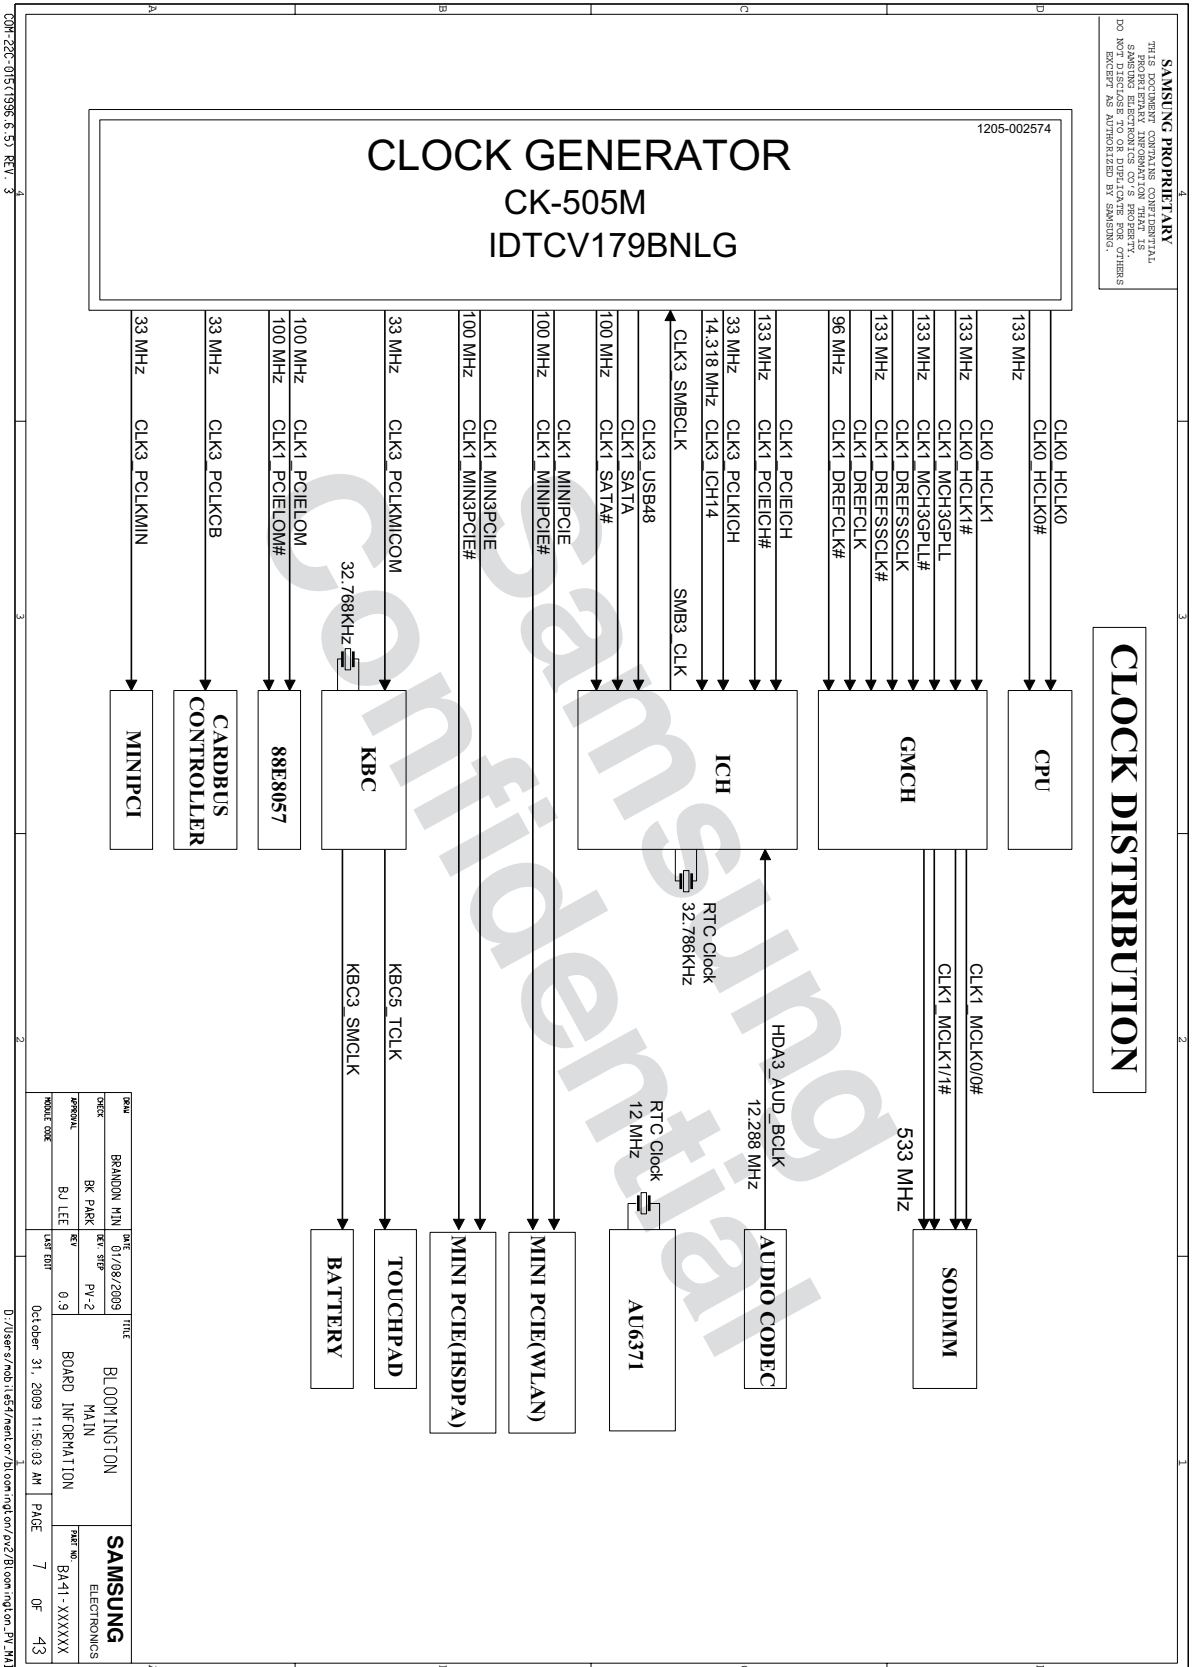 SAMSUNG PROPRIETARY
THIS DOCUMENT CONTAINS CONFIDENTIAL
PROPRIETARY INFORMATION THAT IS
SAMSUNG ELECTRONICS CO'S PROPERTY.
DO NOT DISCLOSE TO OR DUPLICATE FOR OTHERS
EXCEPT AS AUTHORIZED BY SAMSUNG.
CLOCK DISTRIBUTION
4
3
2
1
D
C
B
A
1205-002574
CLOCK GENERATOR
CK-505M
IDTCV179BNLG
CLK0_HCLK0
133 MHz CLK0_HCLK0#
CPU
CLK0_HCLK1
133 MHz CLK0_HCLK1#
CLK1_MCH3GPLL
133 MHz CLK1_MCH3GPLL#
CLK1_DREFSSCLK
133 MHz CLK1_DREFSSCLK#
CLK1_DREFCLK
96 MHz CLK1_DREFCLK#
GMCH
CLK1_MCLK0/0#
CLK1_MCLK1/1#
533 MHz
SODIMM
CLK1_PCIEICH
133 MHz CLK1_PCIEICH#
33 MHz CLK3_PCLKICH
14.318 MHz CLK3_ICH14
CLK3_SMBCLK SMB3_CLK
CLK3_USB48
CLK1_SATA
100 MHz CLK1_SATA#
ICH
HDA3_AUD_BCLK
12.288 MHz
AUDIO CODEC
RTC Clock
32.786KHz
RTC Clock
12 MHz
AU6371
CLK1_MINIPCIE
100 MHz CLK1_MINIPCIE#
MINI PCIE(WLAN)
CLK1_MIN3PCIE
100 MHz CLK1_MIN3PCIE#
MINI PCIE(HSDPA)
33 MHz CLK3_PCLKMICOM
32.768KHz
KBC
KBC5_TCLK
TOUCHPAD
KBC3_SMCLK
BATTERY
100 MHz CLK1_PCIELOM
100 MHz CLK1_PCIELOM#
88E8057
33 MHz CLK3_PCLKCB
CARDBUS
CONTROLLER
33 MHz CLK3_PCLKMIN
MINIPCI
Samsung
Confidential
DRAW BRANDON MIN
DATE 01/08/2009
CHECK BK PARK
DEV. STEP PV-2
APPROVAL BJ LEE
REV 0.9
MODULE CODE
LAST EDIT October 31, 2009 11:50:03 AM
TITLE
BLOOMINGTON
MAIN
BOARD INFORMATION
SAMSUNG
ELECTRONICS
PART NO. BA41-XXXXXX
PAGE 7 OF 43
COM-22C-015(1996.6.5) REV. 3
D:/Users/mobile54/mentor/bloomington/pv2/Bloomington_PV_MAI